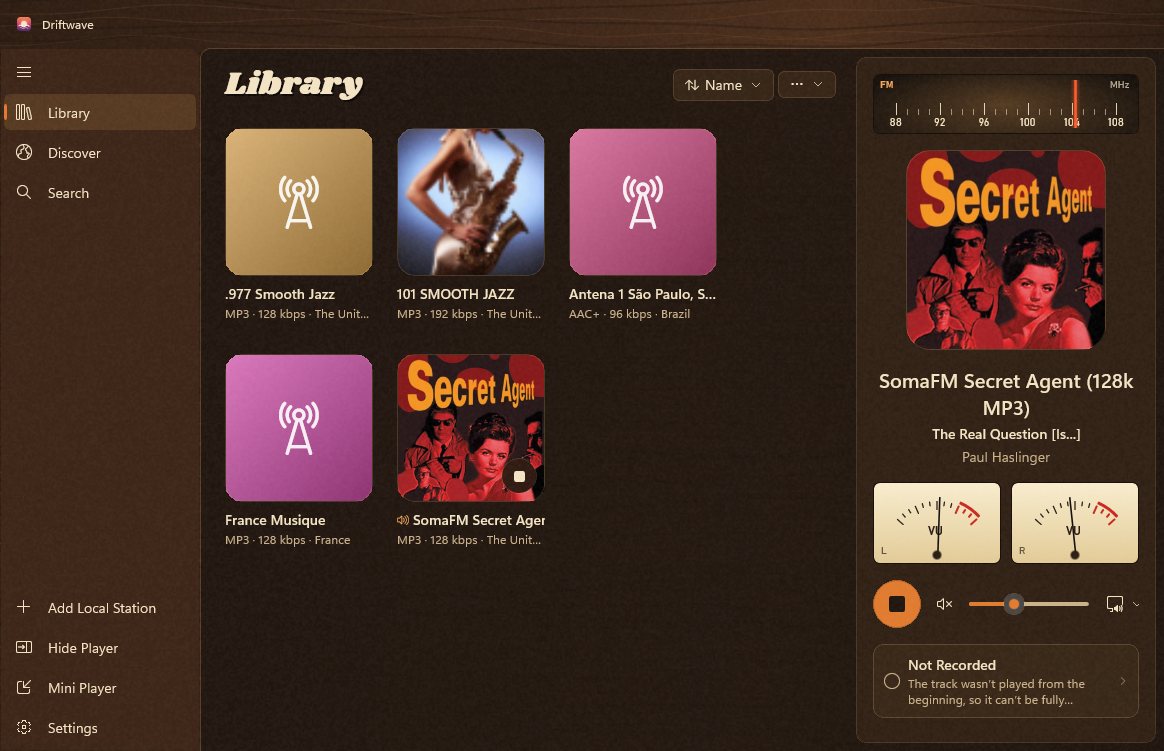 Driftwave
Library
Discover
Search
Add Local Station
Hide Player
Mini Player
Settings
Library
Name
.977 Smooth Jazz
MP3 · 128 kbps · The Unit...
101 SMOOTH JAZZ
MP3 · 192 kbps · The Unit...
Antena 1 São Paulo, S...
AAC+ · 96 kbps · Brazil
France Musique
MP3 · 128 kbps · France
Secret Agent
SomaFM Secret Agen
MP3 · 128 kbps · The Unit...
FM
MHz
88 92 96 100 104 108
Secret Agent
SomaFM Secret Agent (128k
MP3)
The Real Question [Is...]
Paul Haslinger
VU
L
VU
R
Not Recorded
The track wasn't played from the
beginning, so it can't be fully...